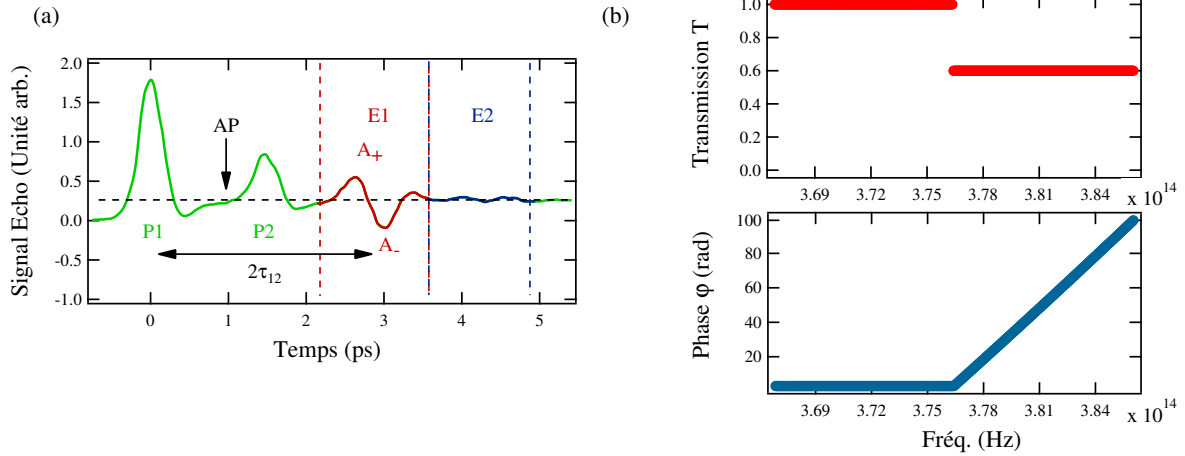 (a)
Signal Echo (Unité arb.)
2.0
1.5
1.0
0.5
0.0
-0.5
-1.0
AP
E1
E2
A+
P1
P2
A-
2τ12
0 1 2 3 4 5
Temps (ps)
(b)
Transmission T
1.0
0.8
0.6
0.4
0.2
0.0
3.69 3.72 3.75 3.78 3.81 3.84
x 10^14
Phase φ (rad)
100
80
60
40
20
3.69 3.72 3.75 3.78 3.81 3.84
x 10^14
Fréq. (Hz)